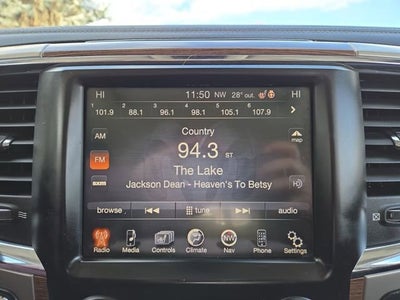 HI 11:50 NW 28° out. HI
1 2 3 4 5 6
101.9 88.1 96.1 98.1 105.1 107.9
AM
Country
map
FM
94.3 ST
The Lake
sxm
Jackson Dean - Heaven's To Betsy
browse tune audio
NW
Radio Media Controls Climate Nav Phone Settings